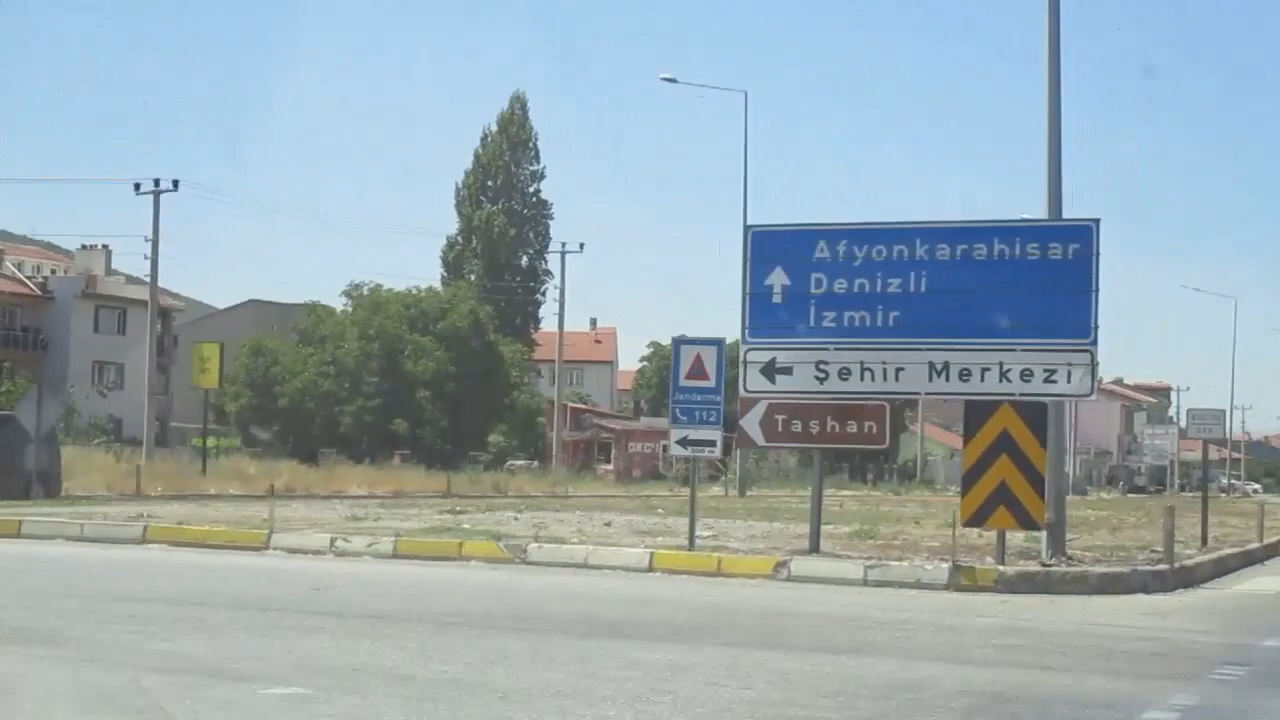 Afyonkarahisar
Denizli
İzmir
Şehir Merkezi
Taşhan
Jandarma
112